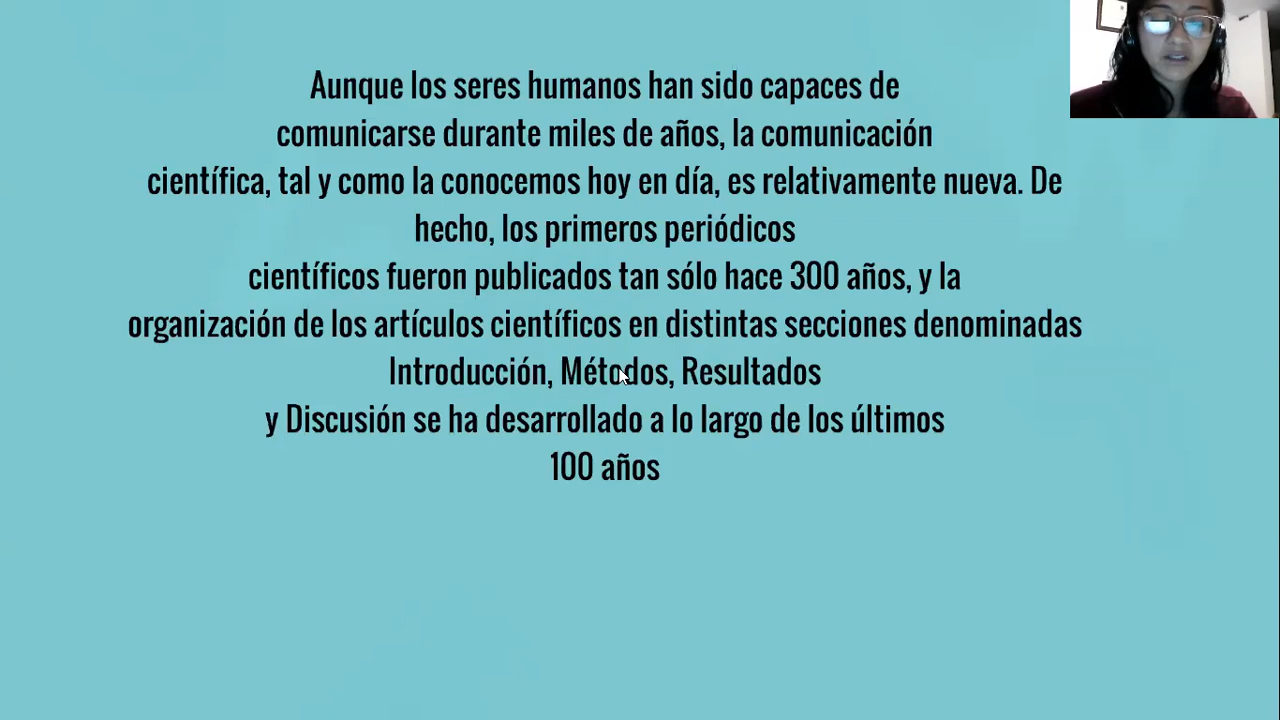 Aunque los seres humanos han sido capaces de
comunicarse durante miles de años, la comunicación
científica, tal y como la conocemos hoy en día, es relativamente nueva. De
hecho, los primeros periódicos
científicos fueron publicados tan sólo hace 300 años, y la
organización de los artículos científicos en distintas secciones denominadas
Introducción, Métodos, Resultados
y Discusión se ha desarrollado a lo largo de los últimos
100 años